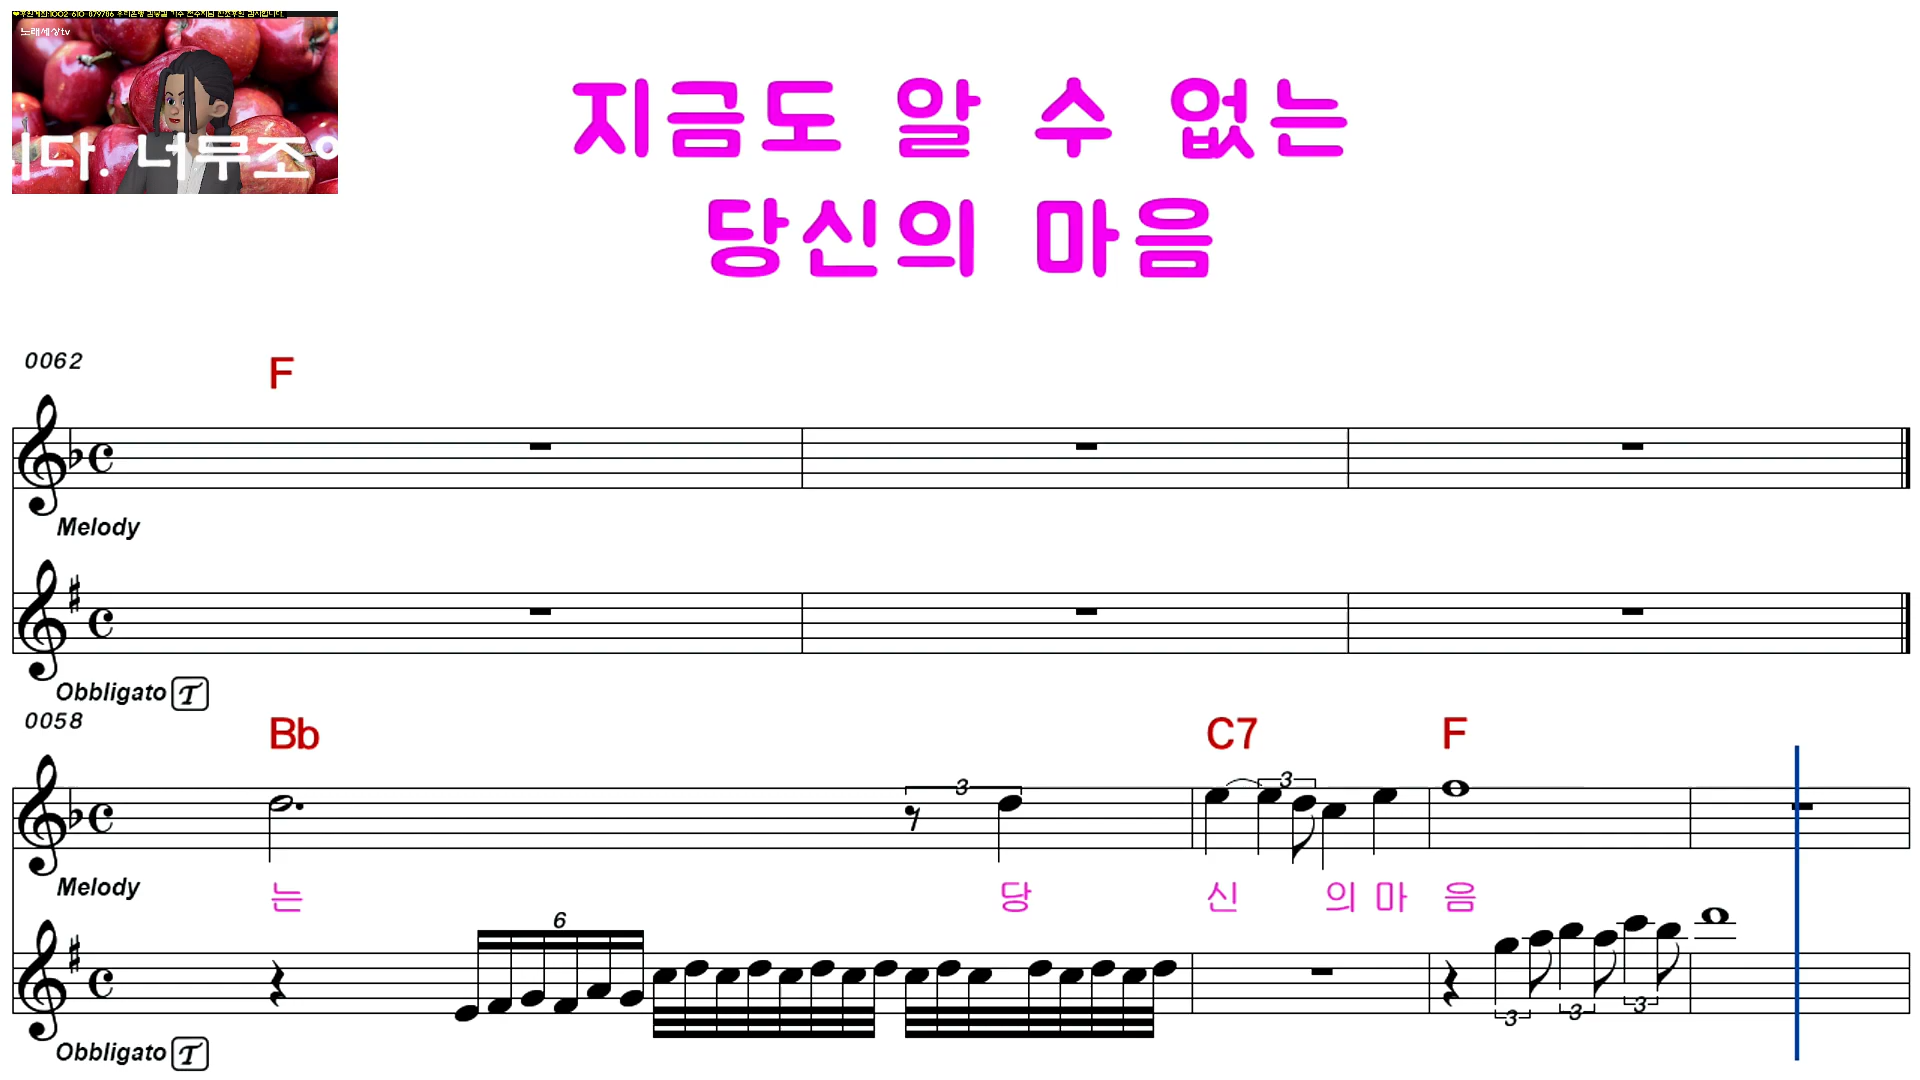 노래세상tv
니다. 너무조아
지금도 알 수 없는
당신의 마음
0062
F
Melody
Obbligato T
0058
Bb C7 F
3 3
Melody
는 당 신 의 마 음
6
3 3 3
Obbligato T